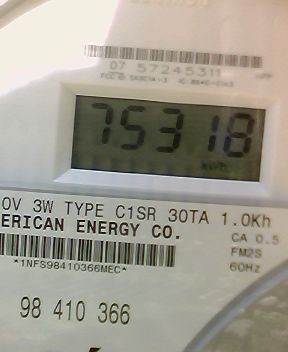 07 57245311
75318
kWh
0V 3W TYPE C1SR 30TA 1.0Kh
ERICAN ENERGY CO.
CA 0.5
FM2S
*1NFS98410366MEC*
60Hz
98 410 366